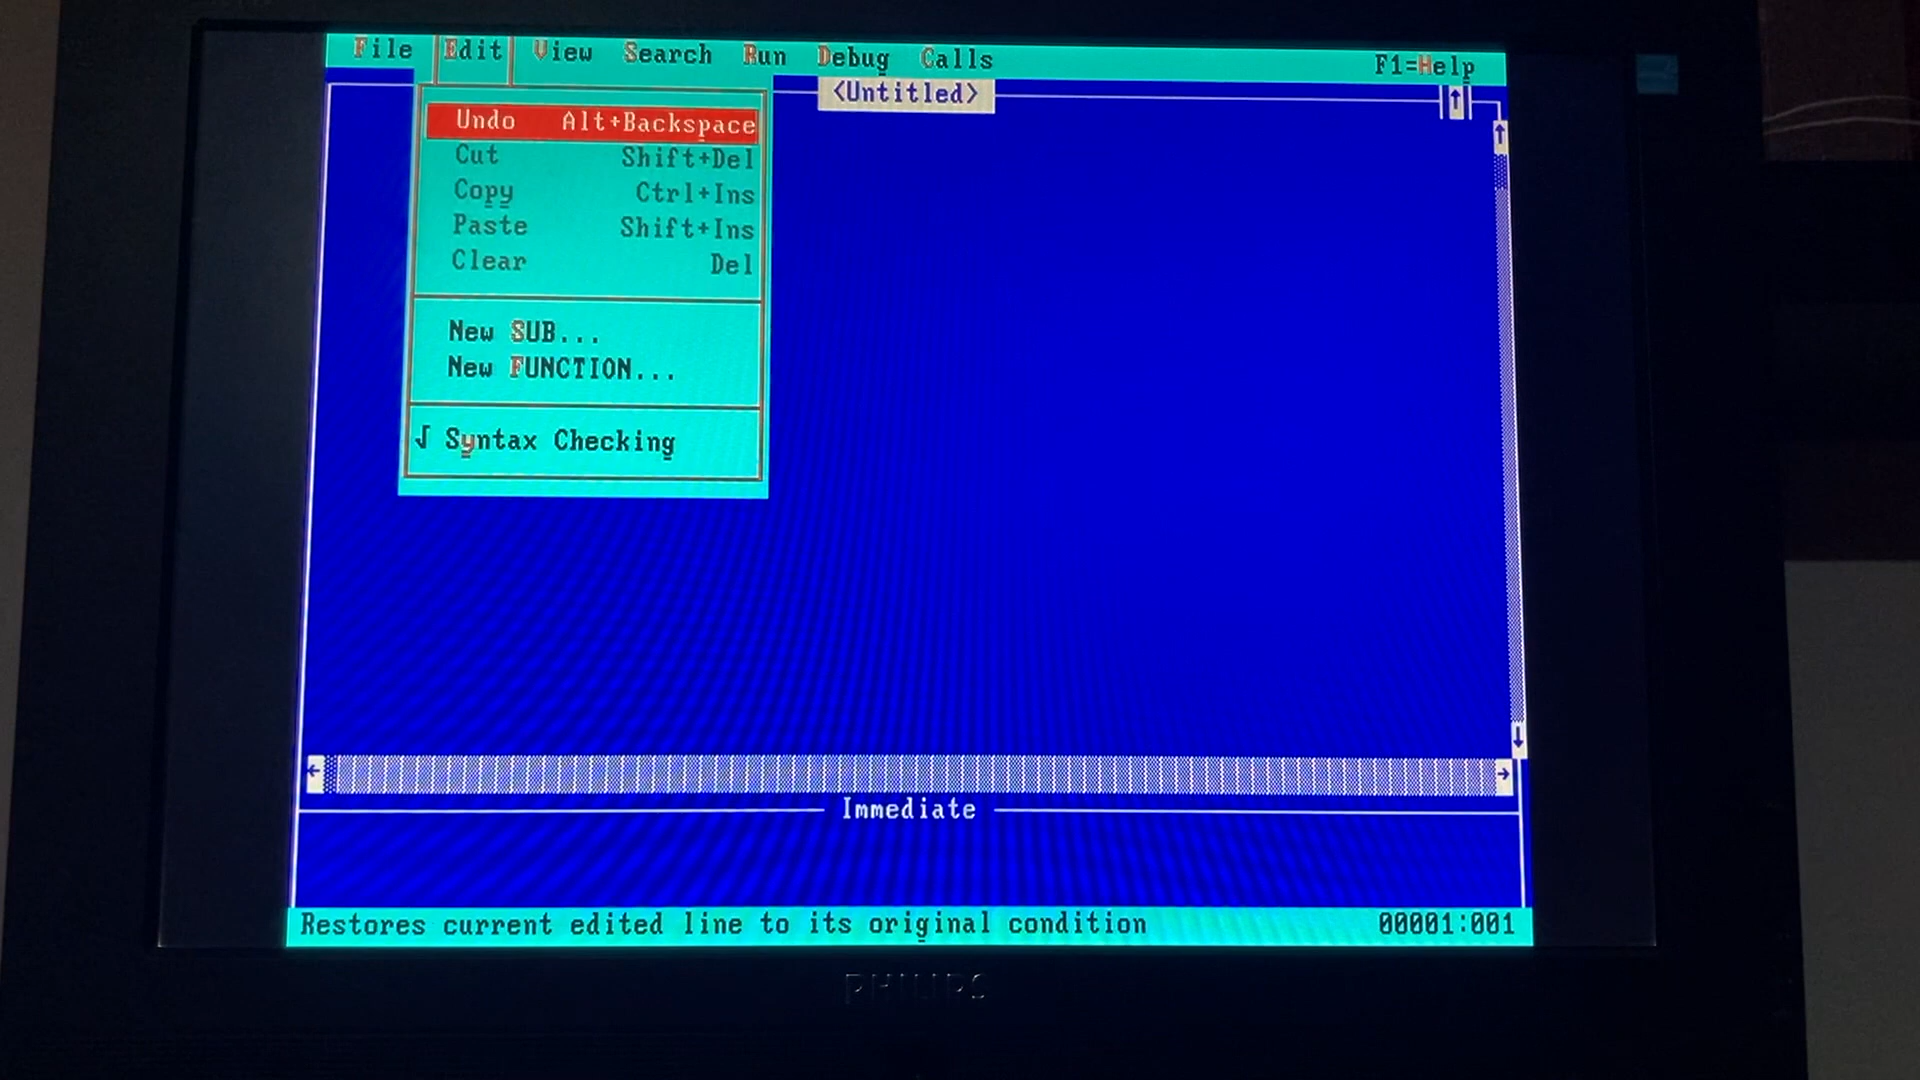 File Edit View Search Run Debug Calls F1=Help
<Untitled>
Undo Alt+Backspace
Cut Shift+Del
Copy Ctrl+Ins
Paste Shift+Ins
Clear Del
New SUB...
New FUNCTION...
√ Syntax Checking
Immediate
Restores current edited line to its original condition 00001:001
PHILIPS